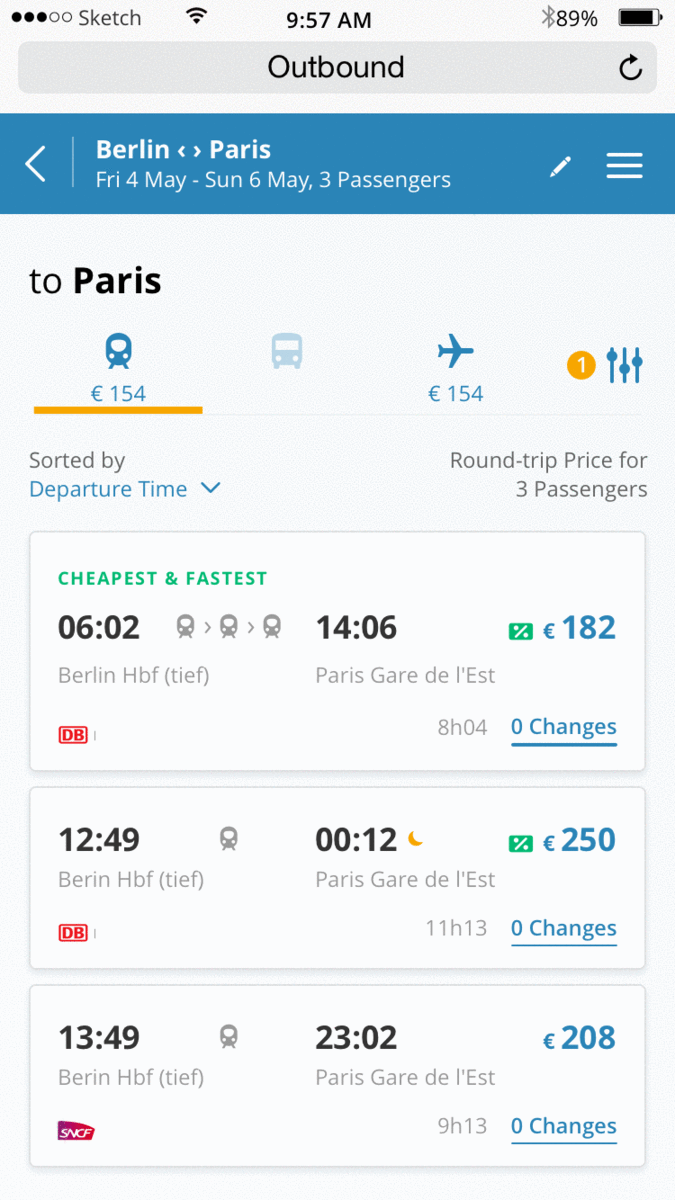 Sketch 9:57 AM 89%
Outbound
Berlin ‹ › Paris
Fri 4 May - Sun 6 May, 3 Passengers
to Paris
€ 154 € 154 1
Sorted by Round-trip Price for
Departure Time 3 Passengers
CHEAPEST & FASTEST
06:02 › › 14:06 % € 182
Berlin Hbf (tief) Paris Gare de l'Est
DB 8h04 0 Changes
12:49 00:12 % € 250
Berin Hbf (tief) Paris Gare de l'Est
DB 11h13 0 Changes
13:49 23:02 € 208
Berin Hbf (tief) Paris Gare de l'Est
SNCF 9h13 0 Changes